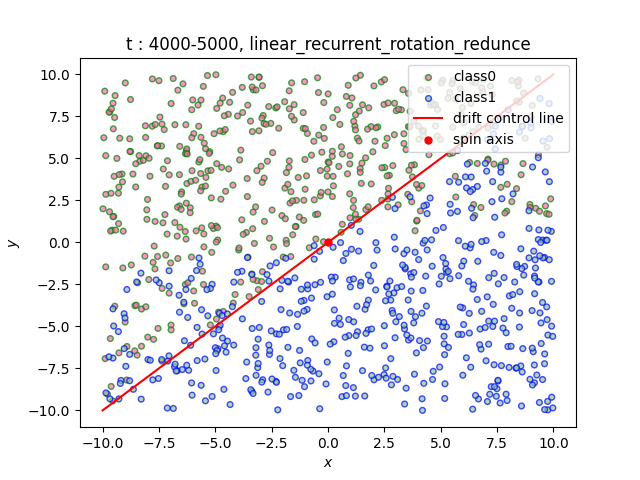 t : 4000-5000, linear_recurrent_rotation_redunce
class0
class1
drift control line
spin axis
10.0
7.5
5.0
2.5
0.0
−2.5
−5.0
−7.5
−10.0
y
−10.0 −7.5 −5.0 −2.5 0.0 2.5 5.0 7.5 10.0
x